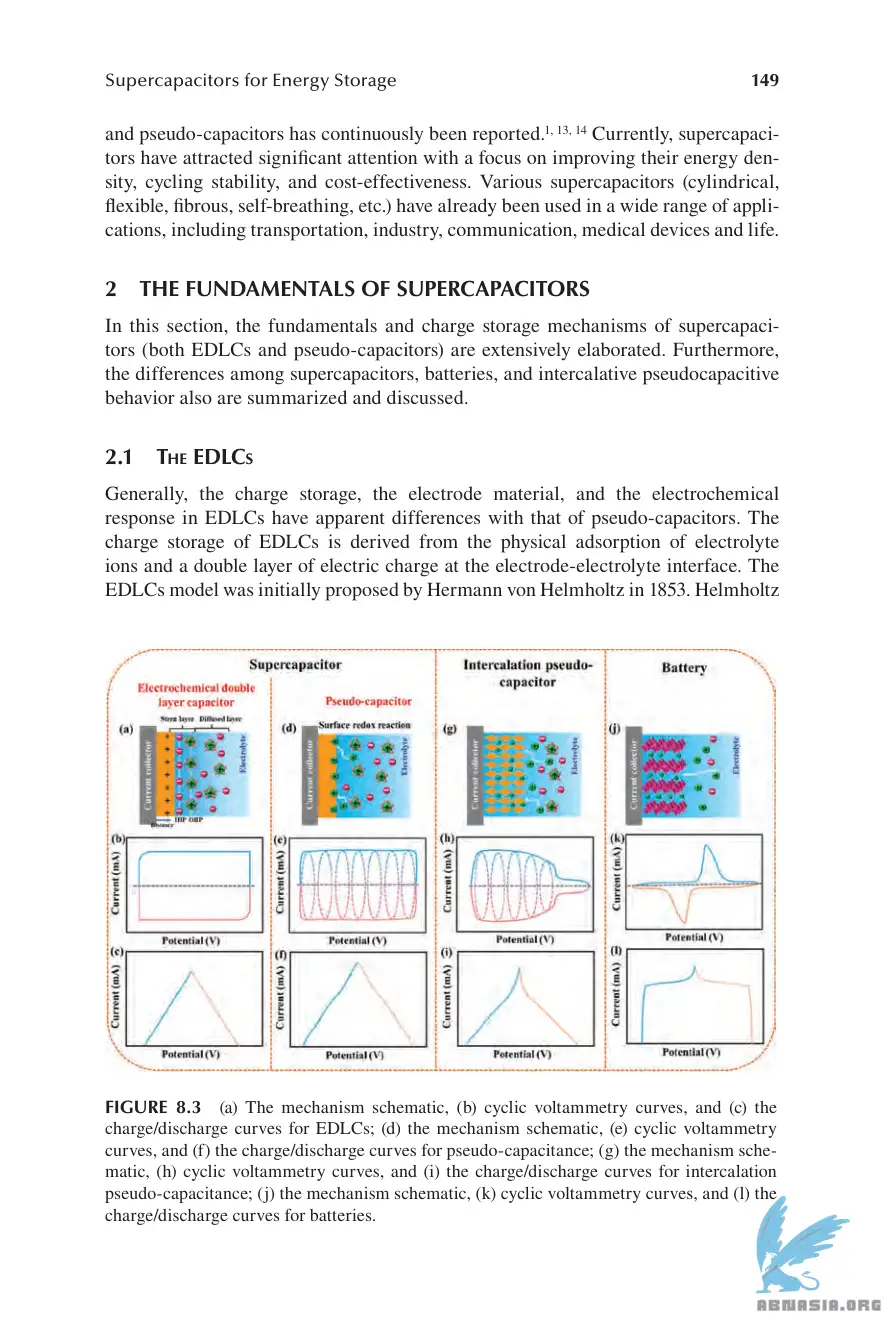 Supercapacitors for Energy Storage 149
and pseudo-capacitors has continuously been reported.1, 13, 14 Currently, supercapaci-
tors have attracted significant attention with a focus on improving their energy den-
sity, cycling stability, and cost-effectiveness. Various supercapacitors (cylindrical,
flexible, fibrous, self-breathing, etc.) have already been used in a wide range of appli-
cations, including transportation, industry, communication, medical devices and life.
2 THE FUNDAMENTALS OF SUPERCAPACITORS
In this section, the fundamentals and charge storage mechanisms of supercapaci-
tors (both EDLCs and pseudo-capacitors) are extensively elaborated. Furthermore,
the differences among supercapacitors, batteries, and intercalative pseudocapacitive
behavior also are summarized and discussed.
2.1 THE EDLCS
Generally, the charge storage, the electrode material, and the electrochemical
response in EDLCs have apparent differences with that of pseudo-capacitors. The
charge storage of EDLCs is derived from the physical adsorption of electrolyte
ions and a double layer of electric charge at the electrode-electrolyte interface. The
EDLCs model was initially proposed by Hermann von Helmholtz in 1853. Helmholtz
Supercapacitor
Intercalation pseudo-
capacitor
Battery
Electrochemical double
layer capacitor
Pseudo-capacitor
Stern layer Diffused layer
Surface redox reaction
(a)
Current collector
Electrolyte
IHP OHP
Distance
(d)
Current collector
Electrolyte
(g)
Current collector
Electrolyte
(j)
Current collector
Electrolyte
(b)
Current (mA)
Potential (V)
(e)
Current (mA)
Potential (V)
(h)
Current (mA)
Potential (V)
(k)
Current (mA)
Potential (V)
(c)
Current (mA)
Potential (V)
(f)
Current (mA)
Potential (V)
(i)
Current (mA)
Potential (V)
(l)
Current (mA)
Potential (V)
FIGURE 8.3 (a) The mechanism schematic, (b) cyclic voltammetry curves, and (c) the
charge/discharge curves for EDLCs; (d) the mechanism schematic, (e) cyclic voltammetry
curves, and (f) the charge/discharge curves for pseudo-capacitance; (g) the mechanism sche-
matic, (h) cyclic voltammetry curves, and (i) the charge/discharge curves for intercalation
pseudo-capacitance; (j) the mechanism schematic, (k) cyclic voltammetry curves, and (l) the
charge/discharge curves for batteries.
ABNASIA.ORG